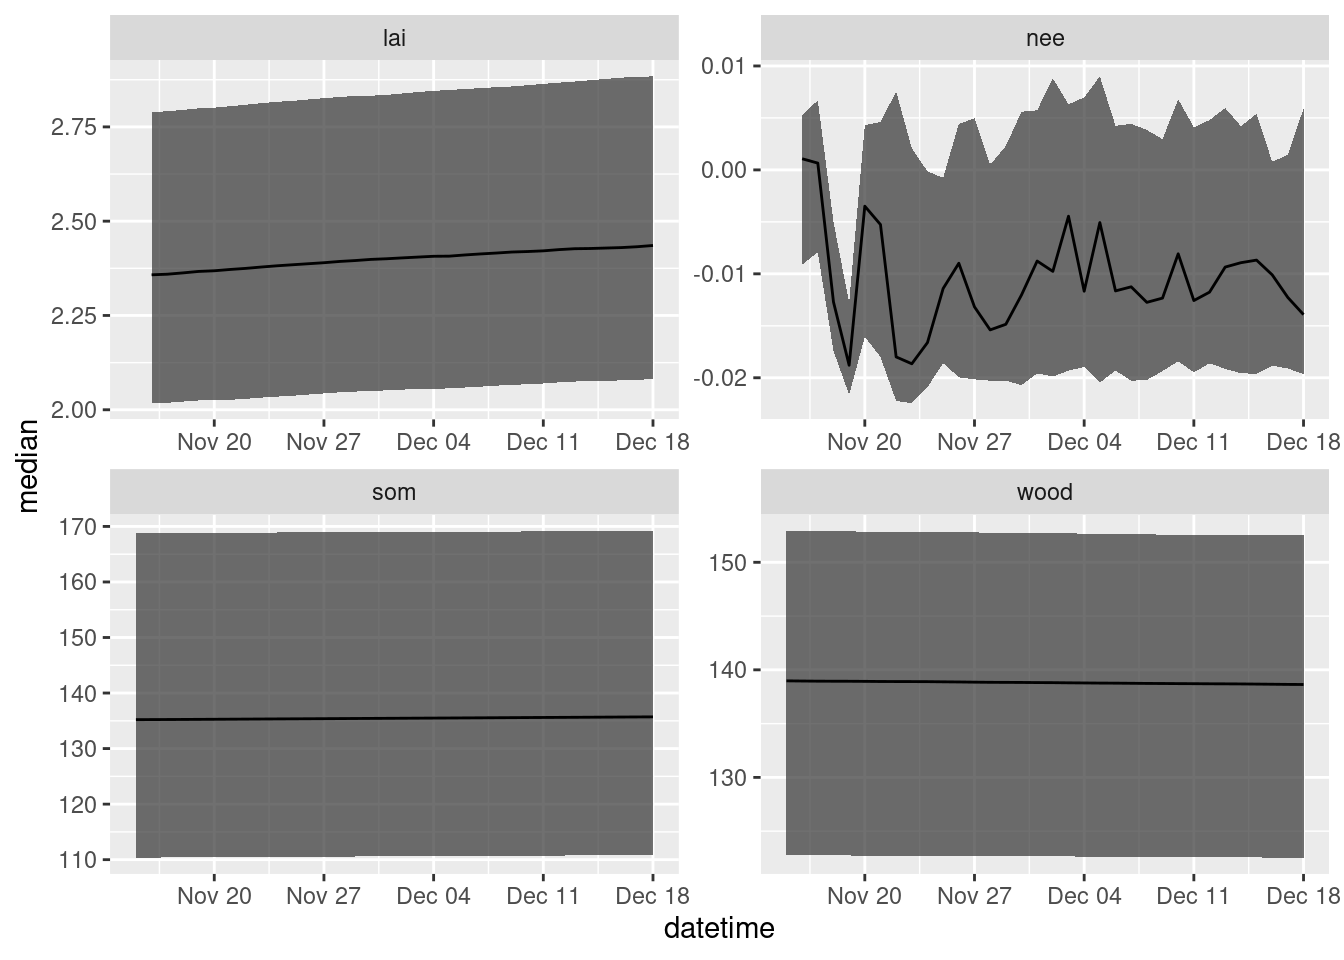 lai
nee
2.75
2.50
2.25
2.00
0.01
0.00
-0.01
-0.02
Nov 20 Nov 27 Dec 04 Dec 11 Dec 18
Nov 20 Nov 27 Dec 04 Dec 11 Dec 18
median
som
wood
170
160
150
140
130
120
110
150
140
130
Nov 20 Nov 27 Dec 04 Dec 11 Dec 18
Nov 20 Nov 27 Dec 04 Dec 11 Dec 18
datetime